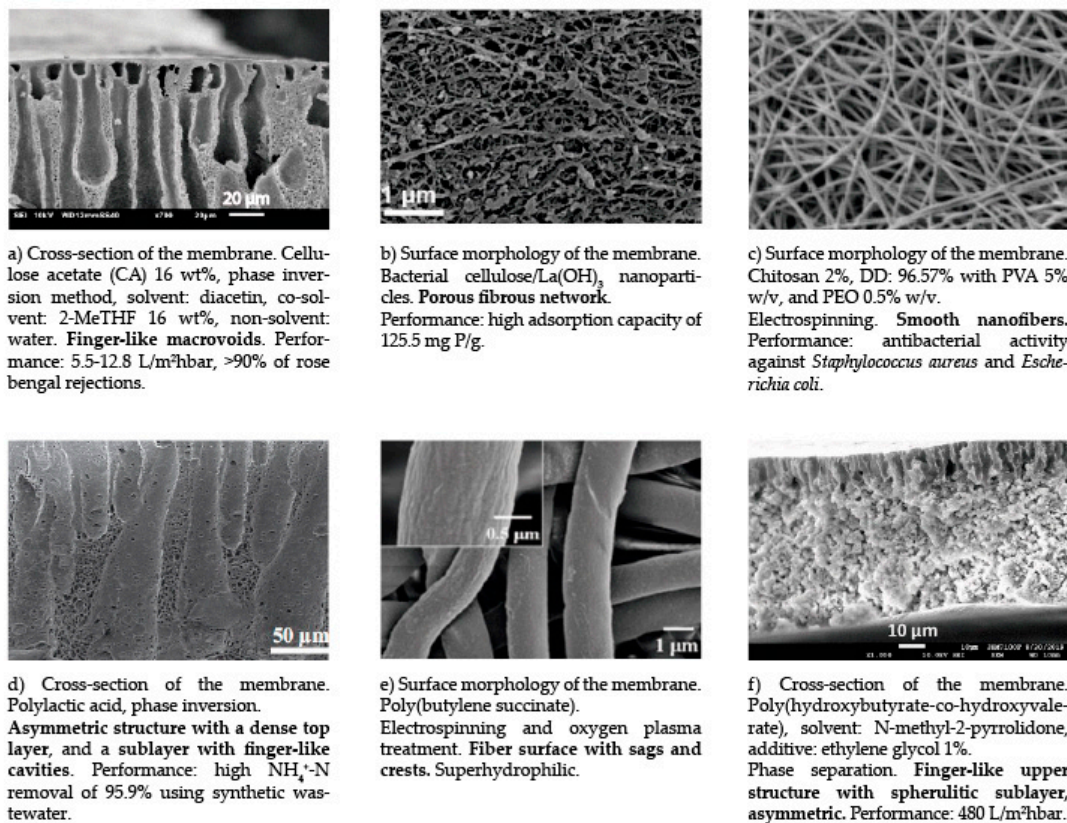 SEI 10kV WD12mm SS40 x700 20µm
20 µm
1 µm
a) Cross-section of the membrane. Cellu-
lose acetate (CA) 16 wt%, phase inver-
sion method, solvent: diacetin, co-sol-
vent: 2-MeTHF 16 wt%, non-solvent:
water. Finger-like macrovoids. Perfor-
mance: 5.5-12.8 L/m²hbar, >90% of rose
bengal rejections.
b) Surface morphology of the membrane.
Bacterial cellulose/La(OH)₃ nanoparti-
cles. Porous fibrous network.
Performance: high adsorption capacity of
125.5 mg P/g.
c) Surface morphology of the membrane.
Chitosan 2%, DD: 96.57% with PVA 5%
w/v, and PEO 0.5% w/v.
Electrospinning. Smooth nanofibers.
Performance: antibacterial activity
against Staphylococcus aureus and Esche-
richia coli.
50 µm
0.5 µm
1 µm
10 µm
d) Cross-section of the membrane.
Polylactic acid, phase inversion.
Asymmetric structure with a dense top
layer, and a sublayer with finger-like
cavities. Performance: high NH₄⁺-N
removal of 95.9% using synthetic was-
tewater.
e) Surface morphology of the membrane.
Poly(butylene succinate).
Electrospinning and oxygen plasma
treatment. Fiber surface with sags and
crests. Superhydrophilic.
f) Cross-section of the membrane.
Poly(hydroxybutyrate-co-hydroxyvale-
rate), solvent: N-methyl-2-pyrrolidone,
additive: ethylene glycol 1%.
Phase separation. Finger-like upper
structure with spherulitic sublayer,
asymmetric. Performance: 480 L/m²hbar.